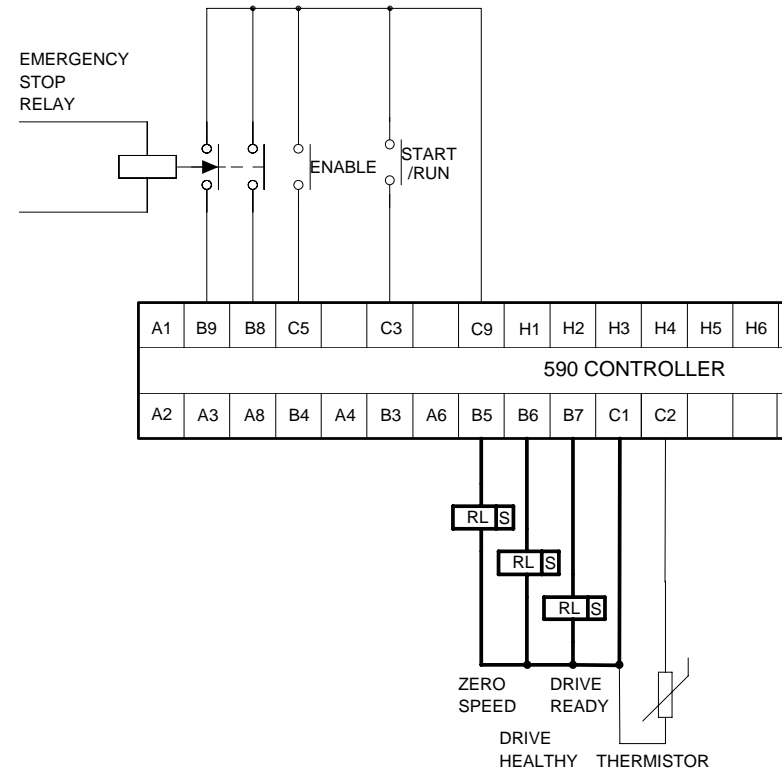 EMERGENCY
STOP
RELAY
ENABLE
START
/RUN
A1 B9 B8 C5 C3 C9 H1 H2 H3 H4 H5 H6
590 CONTROLLER
A2 A3 A8 B4 A4 B3 A6 B5 B6 B7 C1 C2
RL S
RL S
RL S
ZERO
SPEED
DRIVE
READY
DRIVE
HEALTHY
THERMISTOR